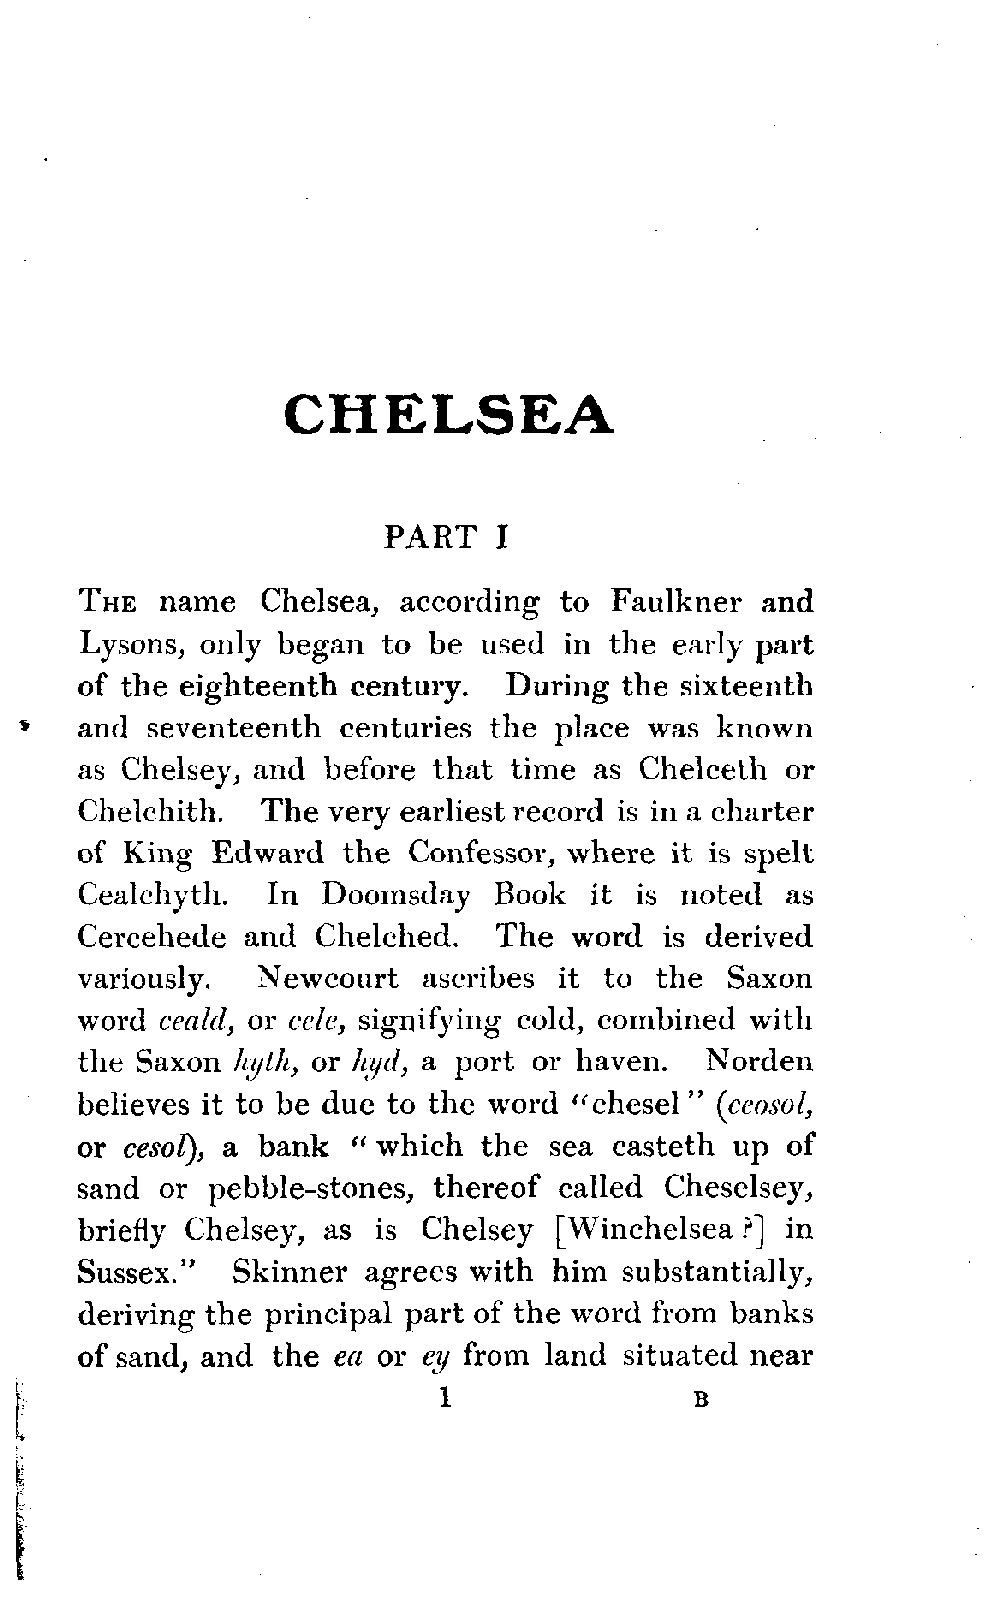 CHELSEA
PART I
THE name Chelsea, according to Faulkner and
Lysons, only began to be used in the early part
of the eighteenth century. During the sixteenth
and seventeenth centuries the place was known
as Chelsey, and before that time as Chelceth or
Chelchith. The very earliest record is in a charter
of King Edward the Confessor, where it is spelt
Cealchyth. In Doomsday Book it is noted as
Cercehede and Chelched. The word is derived
variously. Newcourt ascribes it to the Saxon
word ceald, or cele, signifying cold, combined with
the Saxon hyth, or hyd, a port or haven. Norden
believes it to be due to the word “chesel” (ceosol,
or cesol), a bank “which the sea casteth up of
sand or pebble-stones, thereof called Cheselsey,
briefly Chelsey, as is Chelsey [Winchelsea?] in
Sussex.” Skinner agrees with him substantially,
deriving the principal part of the word from banks
of sand, and the ea or ey from land situated near
1 B